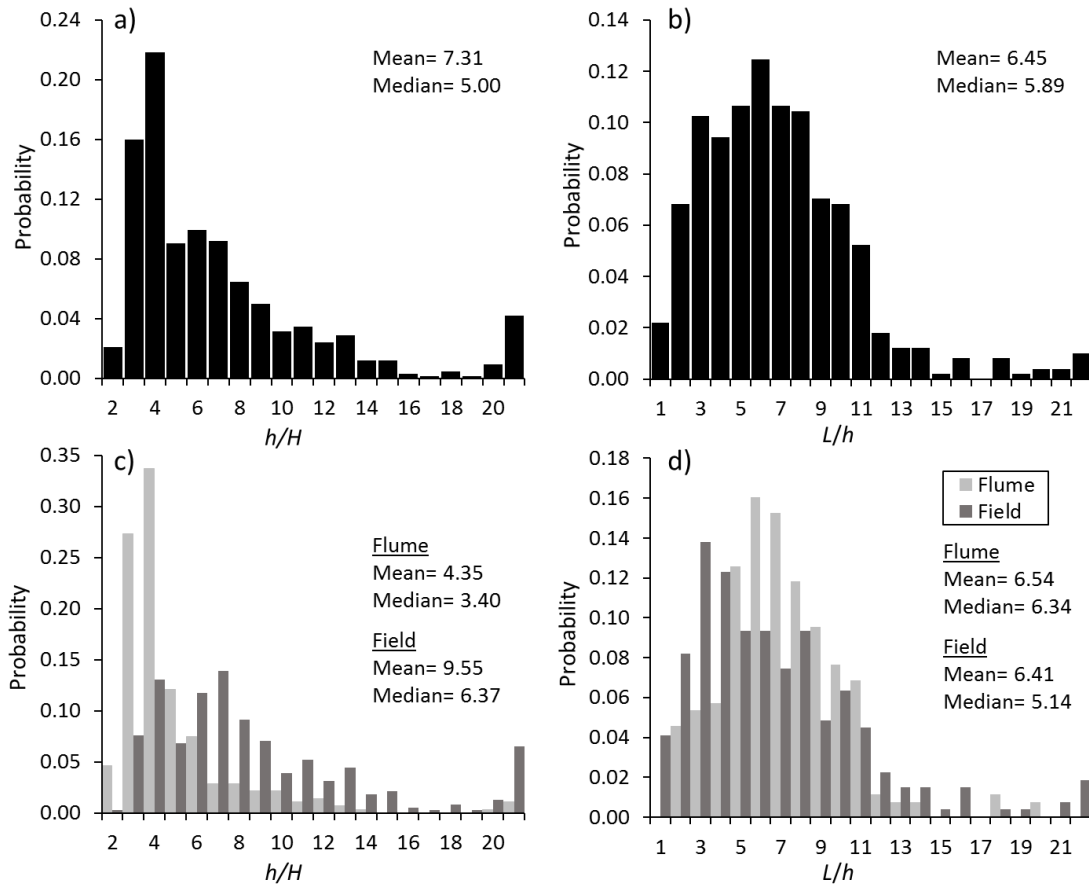 a)
Mean= 7.31
Median= 5.00
Probability
0.24
0.20
0.16
0.12
0.08
0.04
0.00
2 4 6 8 10 12 14 16 18 20
h/H
b)
Mean= 6.45
Median= 5.89
Probability
0.14
0.12
0.10
0.08
0.06
0.04
0.02
0.00
1 3 5 7 9 11 13 15 17 19 21
L/h
c)
Flume
Mean= 4.35
Median= 3.40
Field
Mean= 9.55
Median= 6.37
Probability
0.35
0.30
0.25
0.20
0.15
0.10
0.05
0.00
2 4 6 8 10 12 14 16 18 20
h/H
d)
Flume
Field
Flume
Mean= 6.54
Median= 6.34
Field
Mean= 6.41
Median= 5.14
Probability
0.18
0.16
0.14
0.12
0.10
0.08
0.06
0.04
0.02
0.00
1 3 5 7 9 11 13 15 17 19 21
L/h